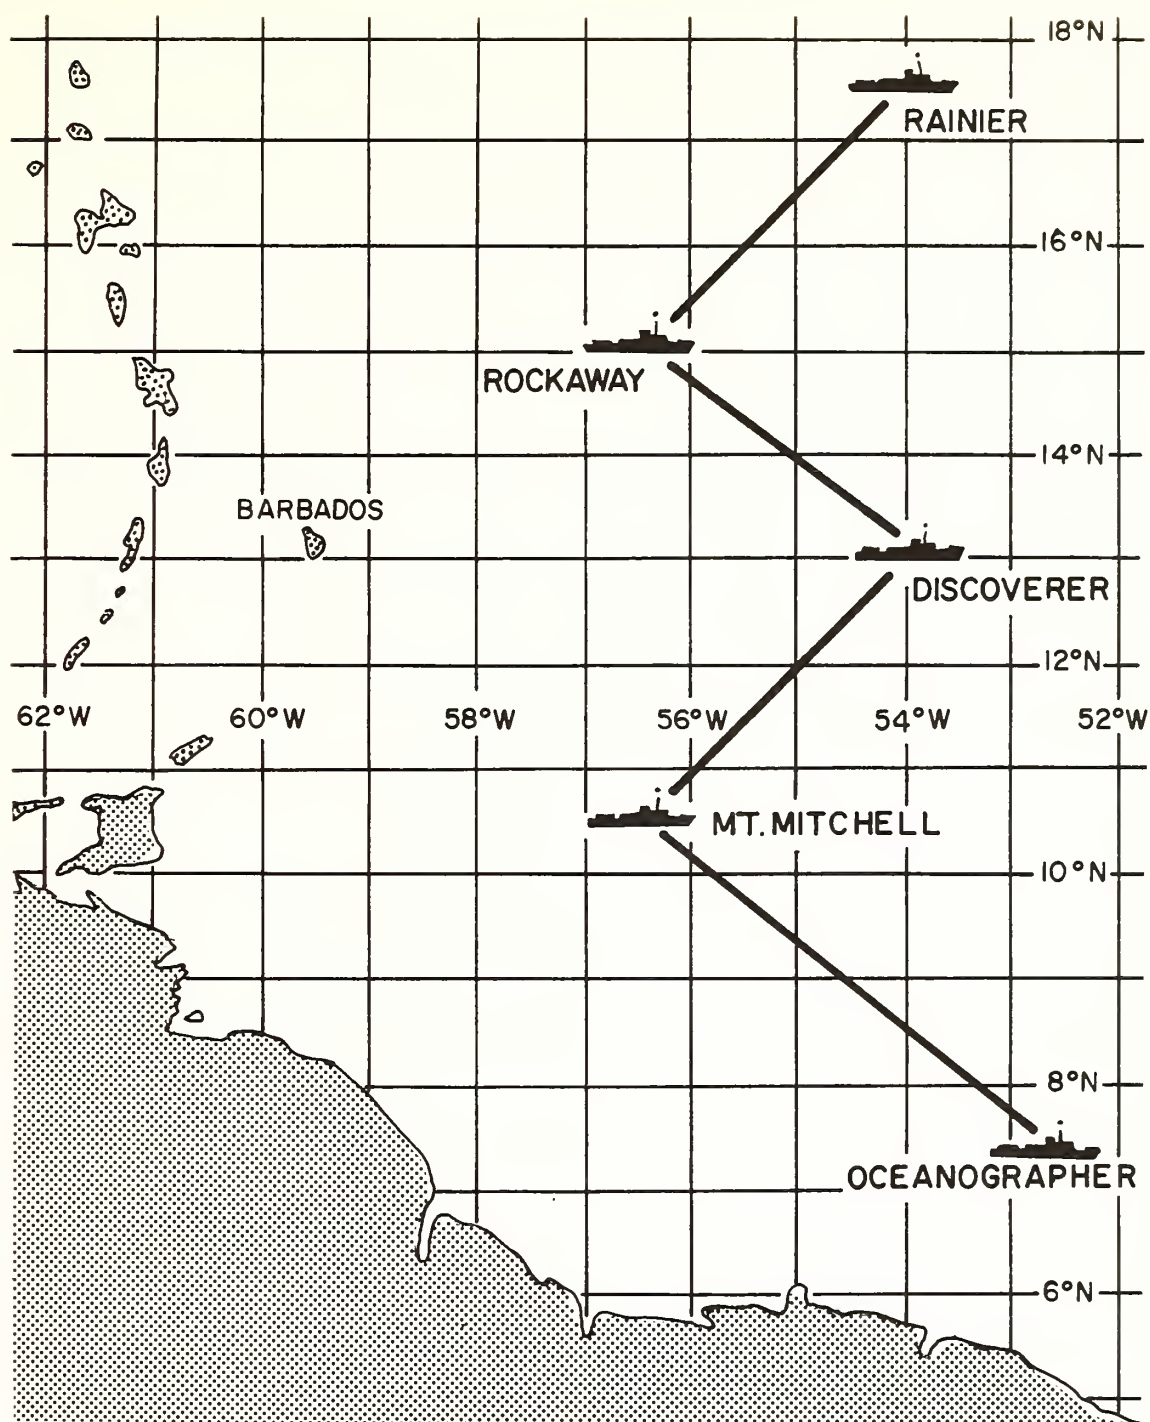 18°N
RAINIER
16°N
ROCKAWAY
14°N
BARBADOS
DISCOVERER
12°N
62°W 60°W 58°W 56°W 54°W 52°W
MT. MITCHELL
10°N
8°N
OCEANOGRAPHER
6°N